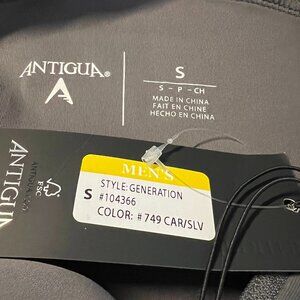 ANTIGUA®
S
S - P - CH
MADE IN CHINA
FAIT EN CHINE
HECHO EN CHINA
MEN'S
S
STYLE: GENERATION
#104366
COLOR: #749 CAR/SLV
ANTIGUA
FSC